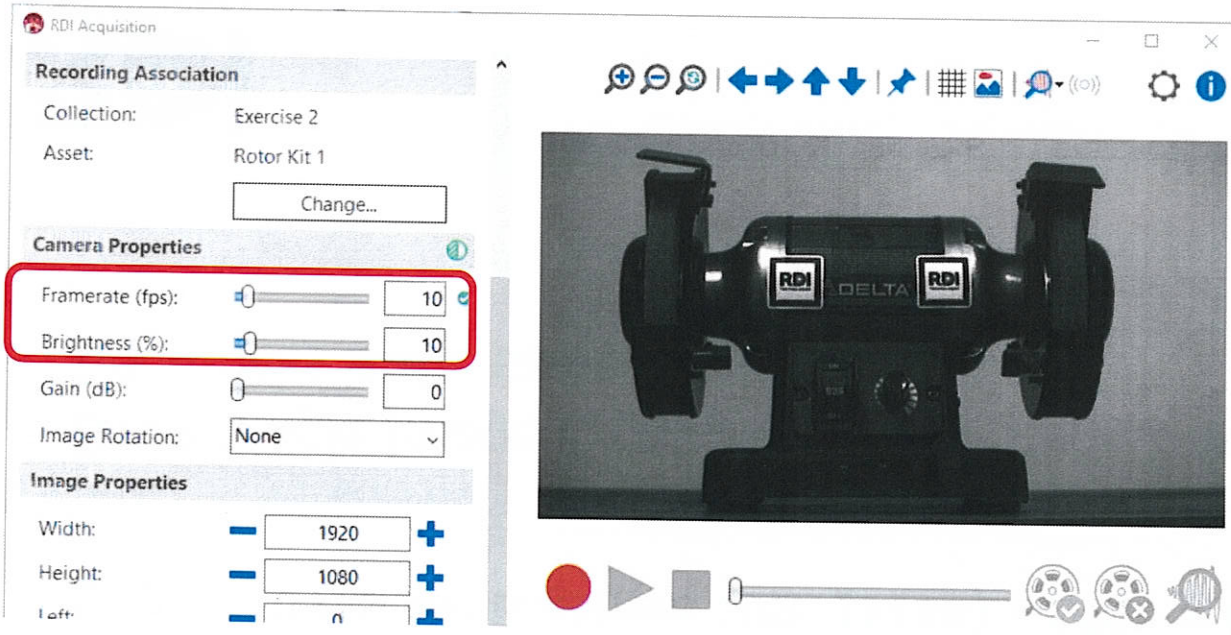 RDI Acquisition
Recording Association
Collection: Exercise 2
Asset: Rotor Kit 1
Change...
Camera Properties
Framerate (fps): 10
Brightness (%): 10
Gain (dB): 0
Image Rotation: None
Image Properties
Width: 1920
Height: 1080
Left: 0
RDI
DELTA
RDI